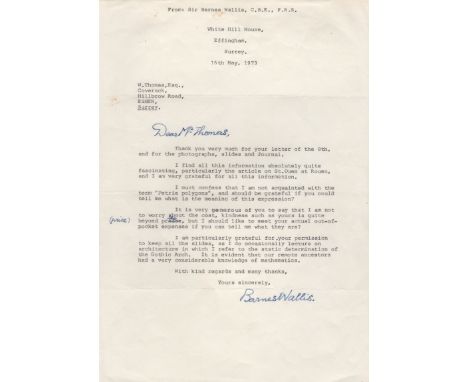 From: Sir Barnes Wallis, C.B.E., F.R.S.
White Hill House,
Effingham,
Surrey.
16th May, 1973
W.Thomas,Esq.,
Coverack,
Hillbrow Road,
ESHER,
Surrey.
Dear Mr Thomas,
Thank you very much for your letter of the 9th,
and for the photographs, slides and Journal.
I find all this information absolutely quite
fascinating, particularly the article on St.Ouen at Rouen,
and I am very grateful for all this information.
I must confess that I am not acquainted with the
term "Petrie polygons", and should be grateful if you could
tell me what is the meaning of this expression?
It is very generous of you to say that I am not
to worry about the cost, kindness such as yours is quite
(price) beyond but I should like to meet your actual out-of-
pocket expenses if you can tell me what they are?
I am particularly grateful for your permission
to keep all the slides, as I do occasionally lecture on
architecture in which I refer to the static determination of
the Gothic Arch. It is evident that our remote ancestors
had a very considerable knowledge of mathematics.
With kind regards and many thanks,
Yours sincerely,
Barnes Wallis.